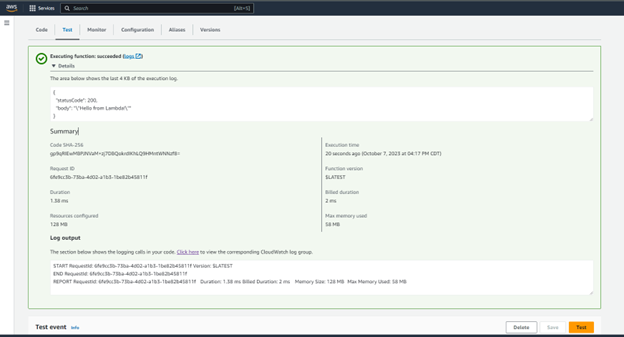 aws Services Search [Alt+S]
Code Test Monitor Configuration Aliases Versions
Executing function: succeeded (logs)
Details
The area below shows the last 4 KB of the execution log.
{
"statusCode": 200,
"body": "\"Hello from Lambda!\""
}
Summary
Code SHA-256
Execution time
20 seconds ago (October 7, 2023 at 04:17 PM CDT)
Request ID
6fe9cc3b-73ba-4d02-a1b3-1be82b45811f
Function version
$LATEST
Duration
1.38 ms
Billed duration
2 ms
Resources configured
128 MB
Max memory used
58 MB
Log output
The section below shows the logging calls in your code. Click here to view the corresponding CloudWatch log group.
START RequestId: 6fe9cc3b-73ba-4d02-a1b3-1be82b45811f Version: $LATEST
END RequestId: 6fe9cc3b-73ba-4d02-a1b3-1be82b45811f
REPORT RequestId: 6fe9cc3b-73ba-4d02-a1b3-1be82b45811f Duration: 1.38 ms Billed Duration: 2 ms Memory Size: 128 MB Max Memory Used: 58 MB
Test event Info Delete Save Test